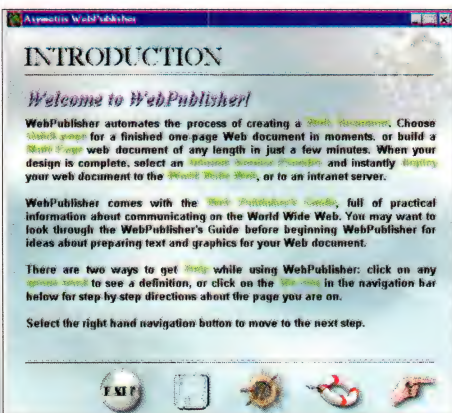 Asymetrix WebPublisher
INTRODUCTION
Welcome to WebPublisher!
WebPublisher automates the process of creating a Web document. Choose
Quick page for a finished one-page Web document in moments, or build a
Multi Page web document of any length in just a few minutes. When your
design is complete, select an Internet Service Provider and instantly deploy
your web document to the World Wide Web, or to an intranet server.
WebPublisher comes with the Web Publisher's Guide, full of practical
information about communicating on the World Wide Web. You may want to
look through the WebPublisher's Guide before beginning WebPublisher for
ideas about preparing text and graphics for your Web document.
There are two ways to get help while using WebPublisher: click on any
green word to see a definition, or click on the in the navigation bar
below for step by step directions about the page you are on.
Select the right hand navigation button to move to the next step.
EXIT